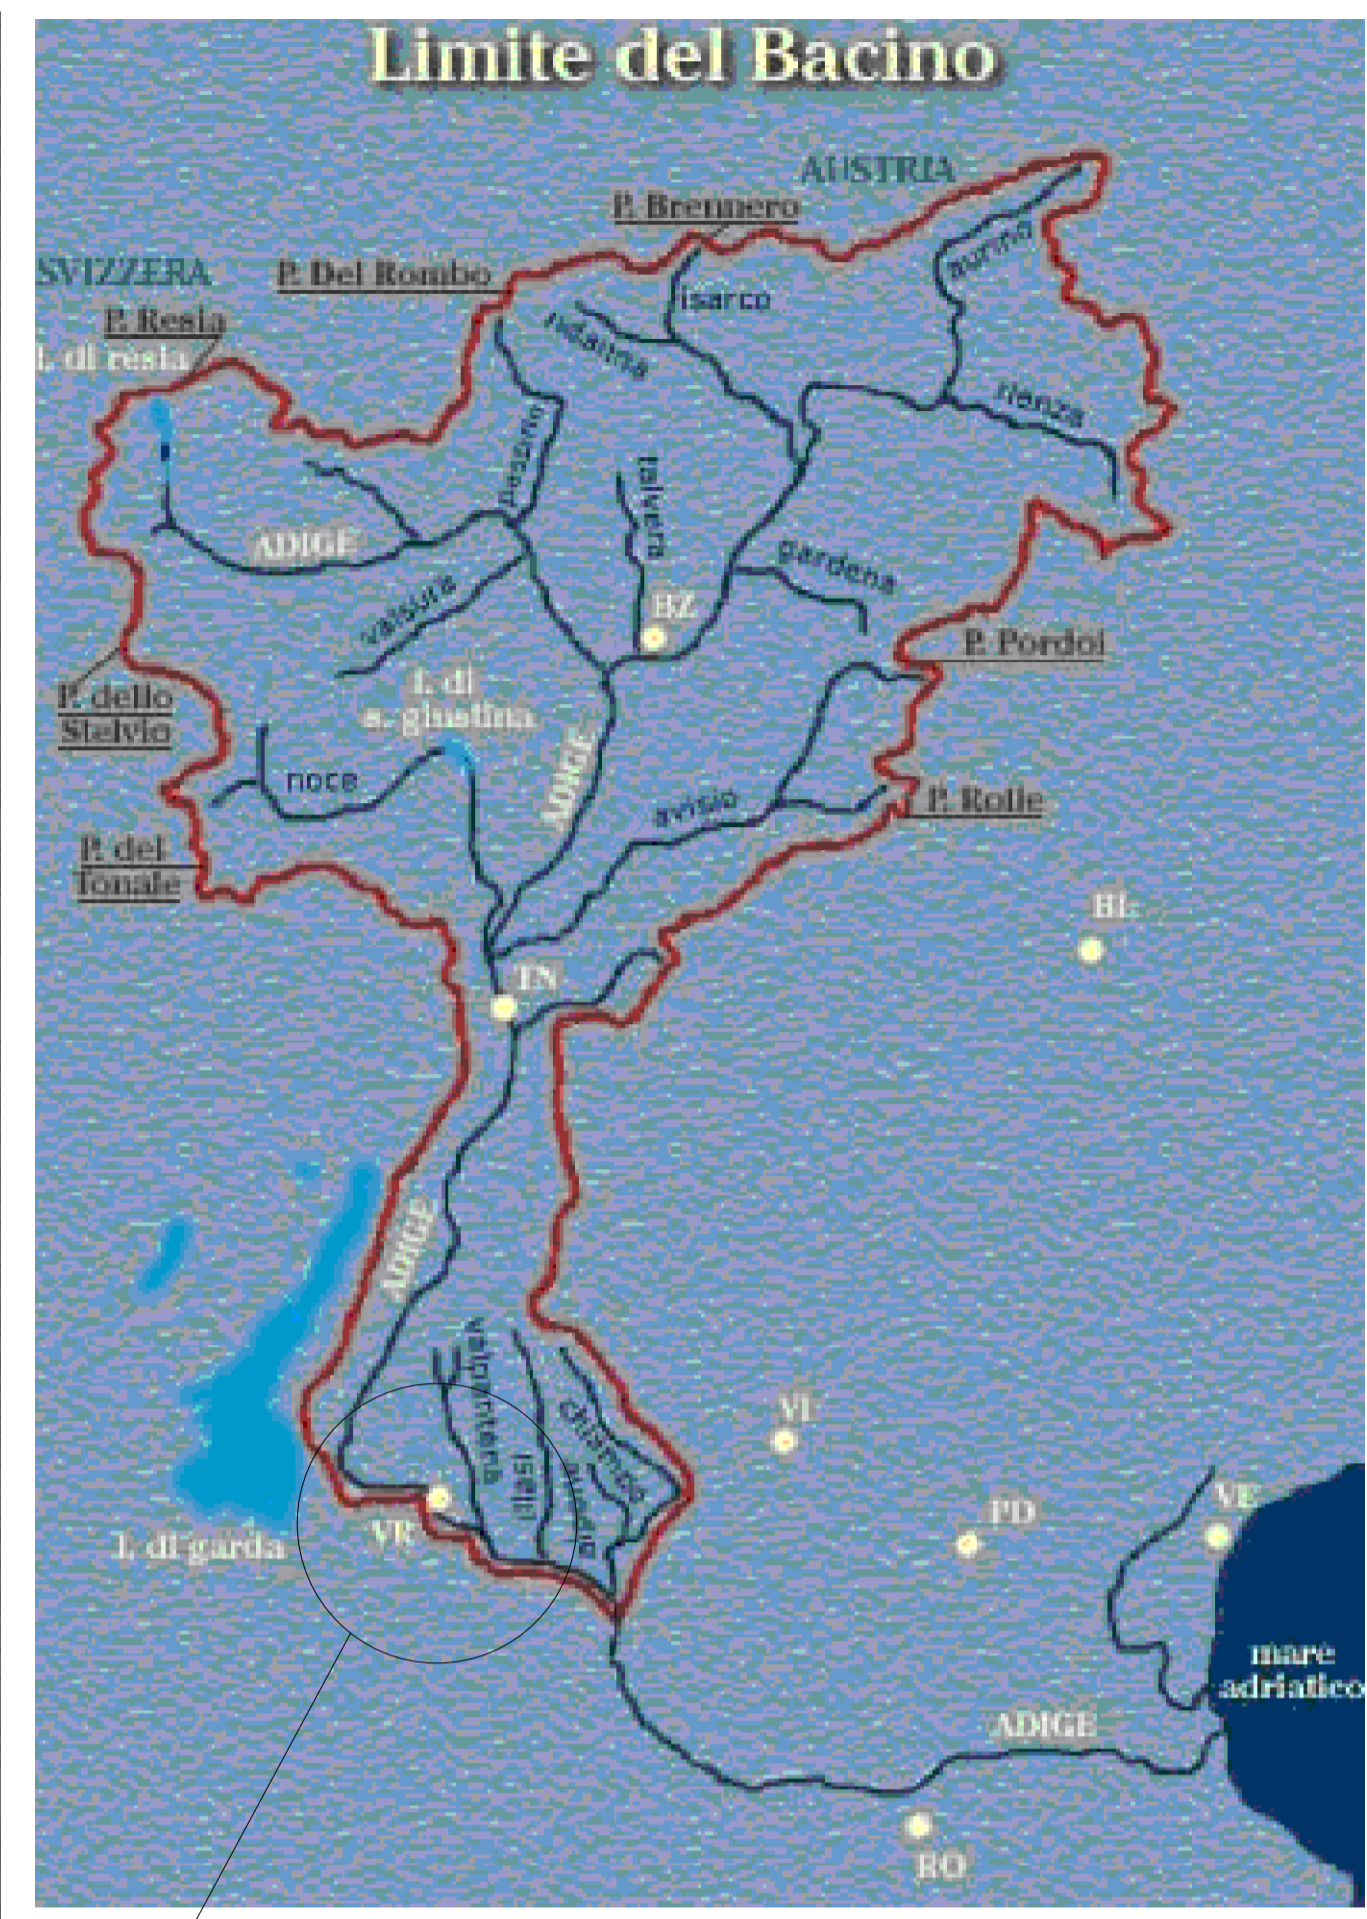 Limite del Bacino
AUSTRIA
P. Brennero
aurino
SVIZZERA
P. Del Rombo
isarco
P. Resia
ridanna
l. di resia
rienza
passirio
talvera
ADIGE
gardena
valsura
BZ
P. Pordoi
l. di
s. giustina
P. dello
Stelvio
noce
ADIGE
avisio
P. Rolle
P. del
Tonale
BL
TN
ADIGE
valpantena
chiampo
VI
illasi
PD
VE
VR
l. di garda
mare
adriatico
ADIGE
RO